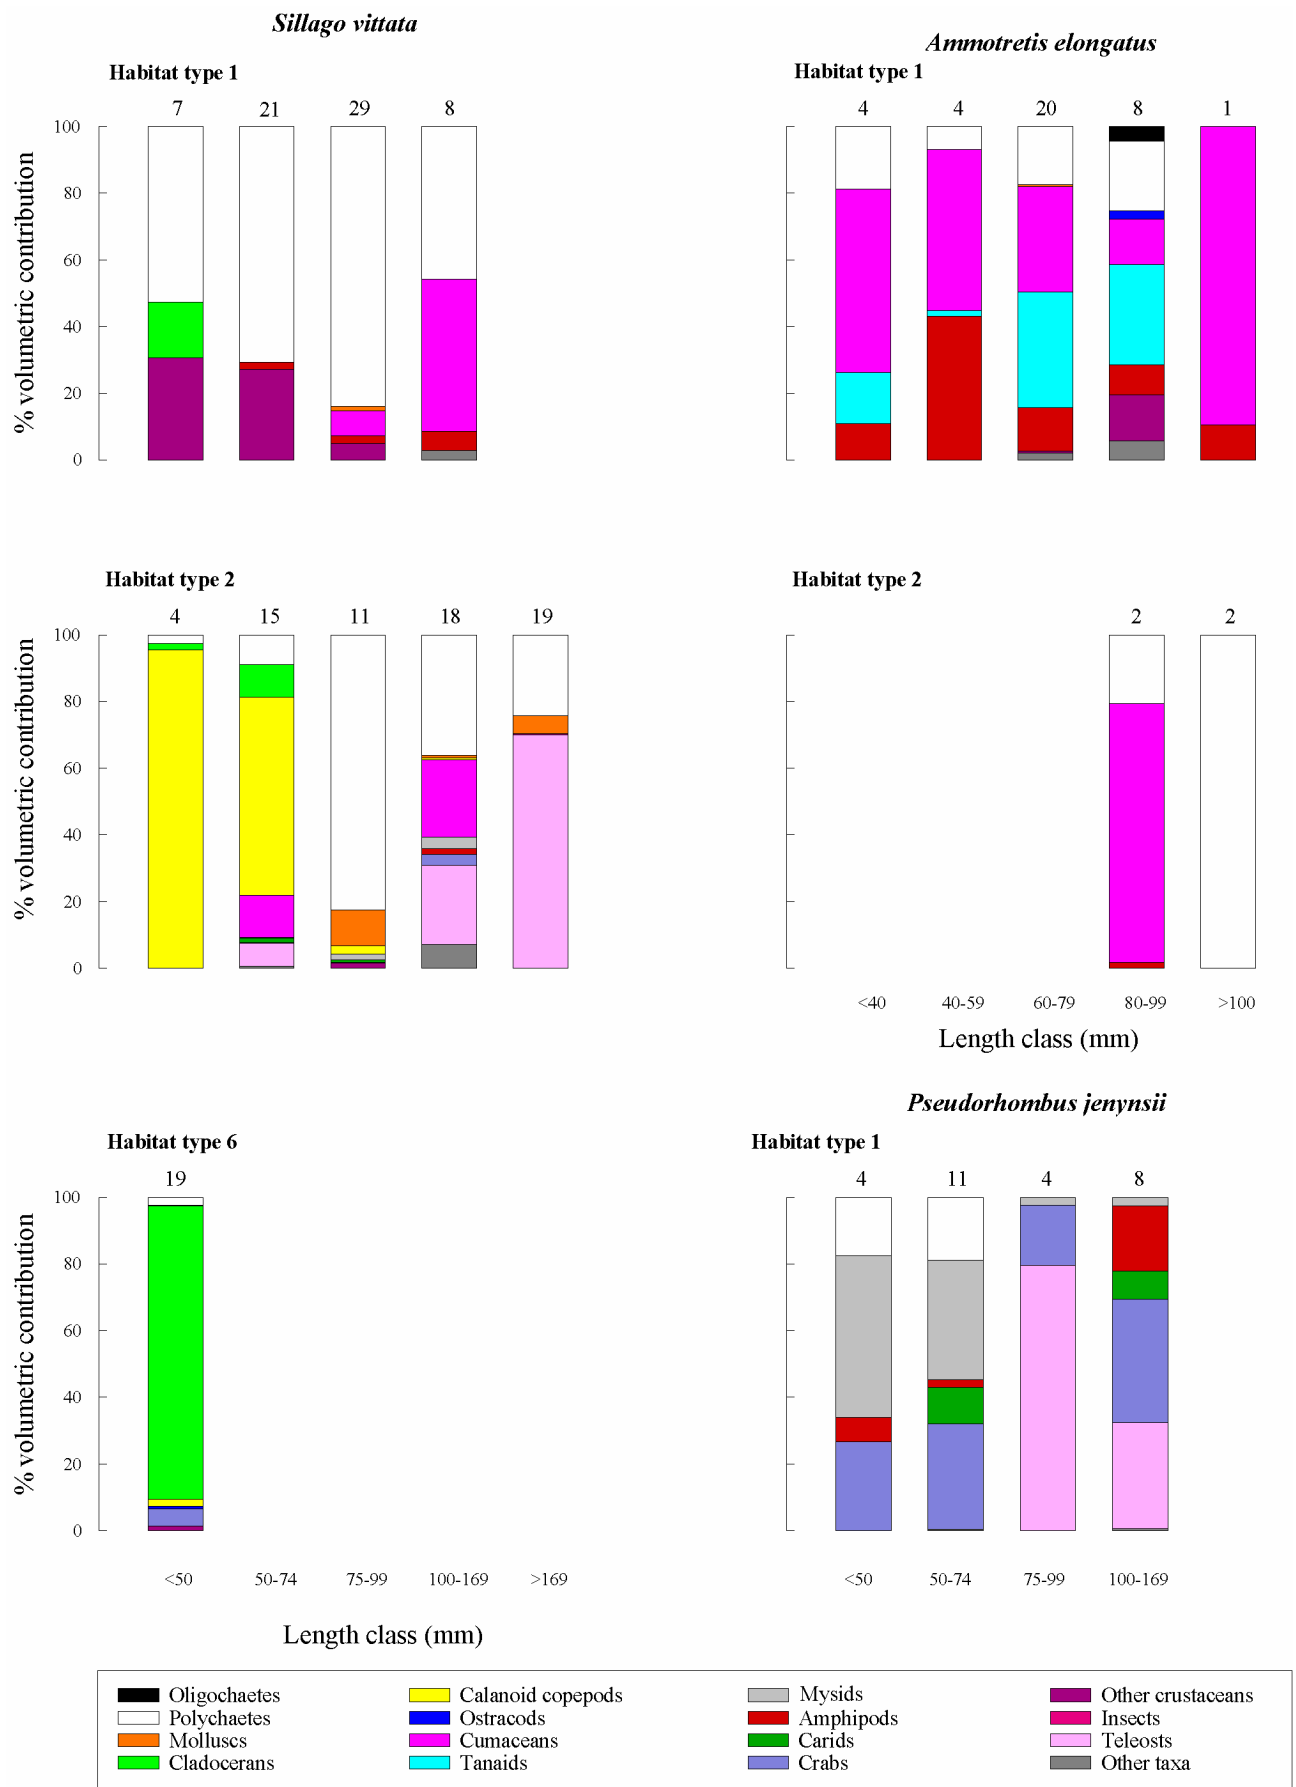 Sillago vittata
Habitat type 1
7 21 29 8
100
80
60
40
20
0
% volumetric contribution
Ammotretis elongatus
Habitat type 1
4 4 20 8 1
Habitat type 2
4 15 11 18 19
100
80
60
40
20
0
% volumetric contribution
Habitat type 2
2 2
<40 40-59 60-79 80-99 >100
Length class (mm)
Habitat type 6
19
100
80
60
40
20
0
% volumetric contribution
<50 50-74 75-99 100-169 >169
Length class (mm)
Pseudorhombus jenynsii
Habitat type 1
4 11 4 8
<50 50-74 75-99 100-169
Oligochaetes Calanoid copepods Mysids Other crustaceans
Polychaetes Ostracods Amphipods Insects
Molluscs Cumaceans Carids Teleosts
Cladocerans Tanaids Crabs Other taxa